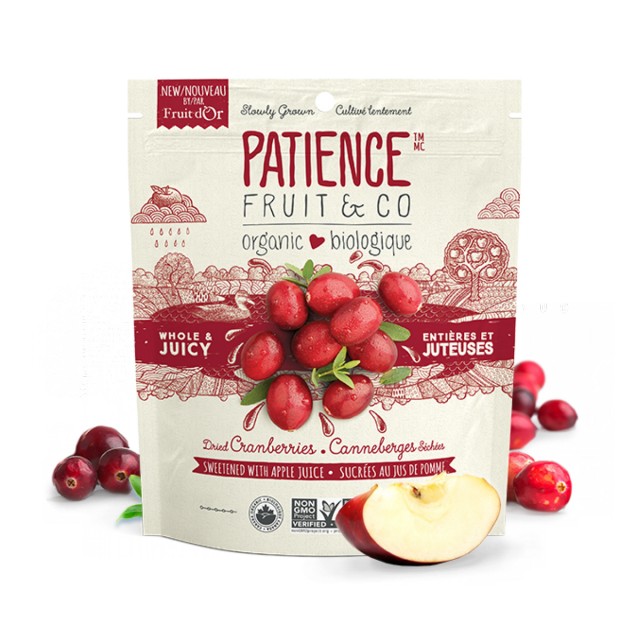 NEW/NOUVEAU
BY/PAR
Fruit d'Or
Slowly Grown Cultivé lentement
PATIENCE TM MC
FRUIT & CO
organic biologique
WHOLE & JUICY
ENTIÈRES ET JUTEUSES
Dried Cranberries • Canneberges Séchées
SWEETENED WITH APPLE JUICE • SUCRÉES AU JUS DE POMME
NON
GMO
Project
VERIFIED